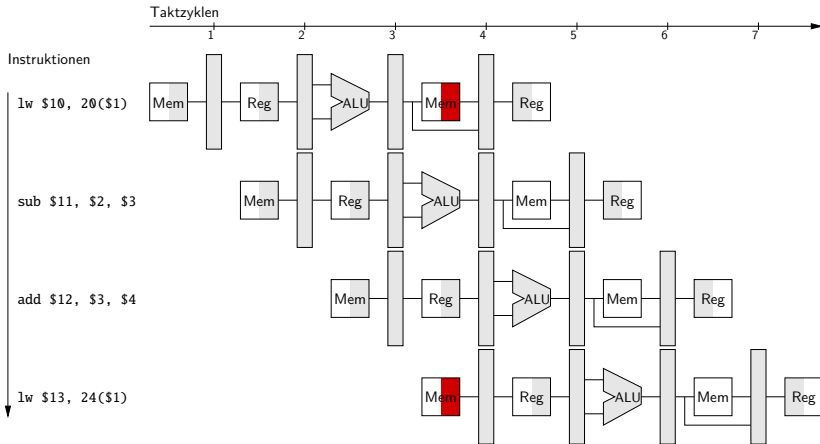 Taktzyklen
1 2 3 4 5 6 7
Instruktionen
lw $10, 20($1) Mem Reg ALU Mem Reg
sub $11, $2, $3 Mem Reg ALU Mem Reg
add $12, $3, $4 Mem Reg ALU Mem Reg
lw $13, 24($1) Mem Reg ALU Mem Reg